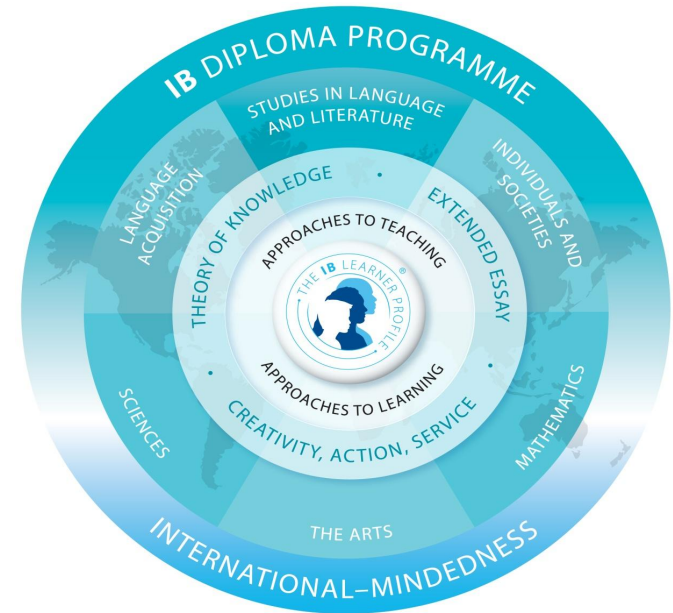 IB DIPLOMA PROGRAMME
STUDIES IN LANGUAGE
AND LITERATURE
LANGUAGE
ACQUISITION
INDIVIDUALS AND
SOCIETIES
THEORY OF KNOWLEDGE
•
EXTENDED ESSAY
APPROACHES TO TEACHING
THE IB LEARNER PROFILE
®
APPROACHES TO LEARNING
•
CREATIVITY, ACTION, SERVICE
•
SCIENCES
MATHEMATICS
THE ARTS
INTERNATIONAL–MINDEDNESS